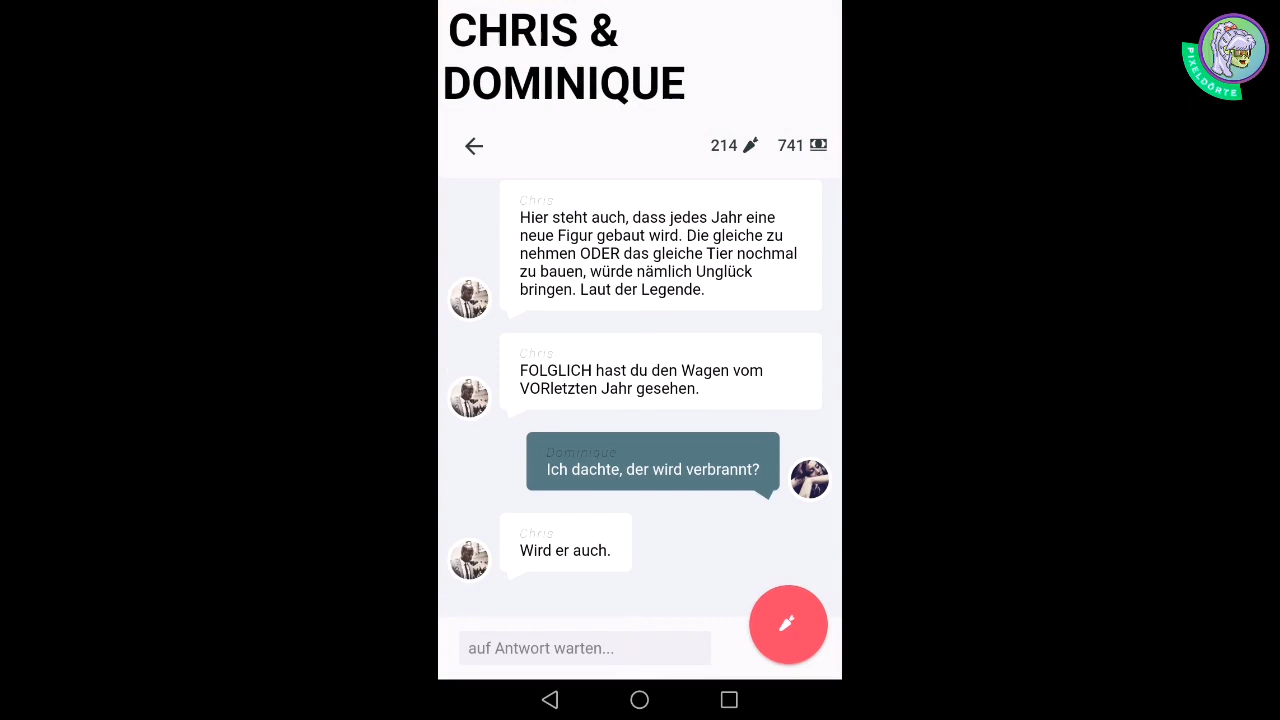 CHRIS &
DOMINIQUE
214 741
Chris
Hier steht auch, dass jedes Jahr eine
neue Figur gebaut wird. Die gleiche zu
nehmen ODER das gleiche Tier nochmal
zu bauen, würde nämlich Unglück
bringen. Laut der Legende.
Chris
FOLGLICH hast du den Wagen vom
VORletzten Jahr gesehen.
Dominique
Ich dachte, der wird verbrannt?
Chris
Wird er auch.
auf Antwort warten...
PIXELDÖRTE